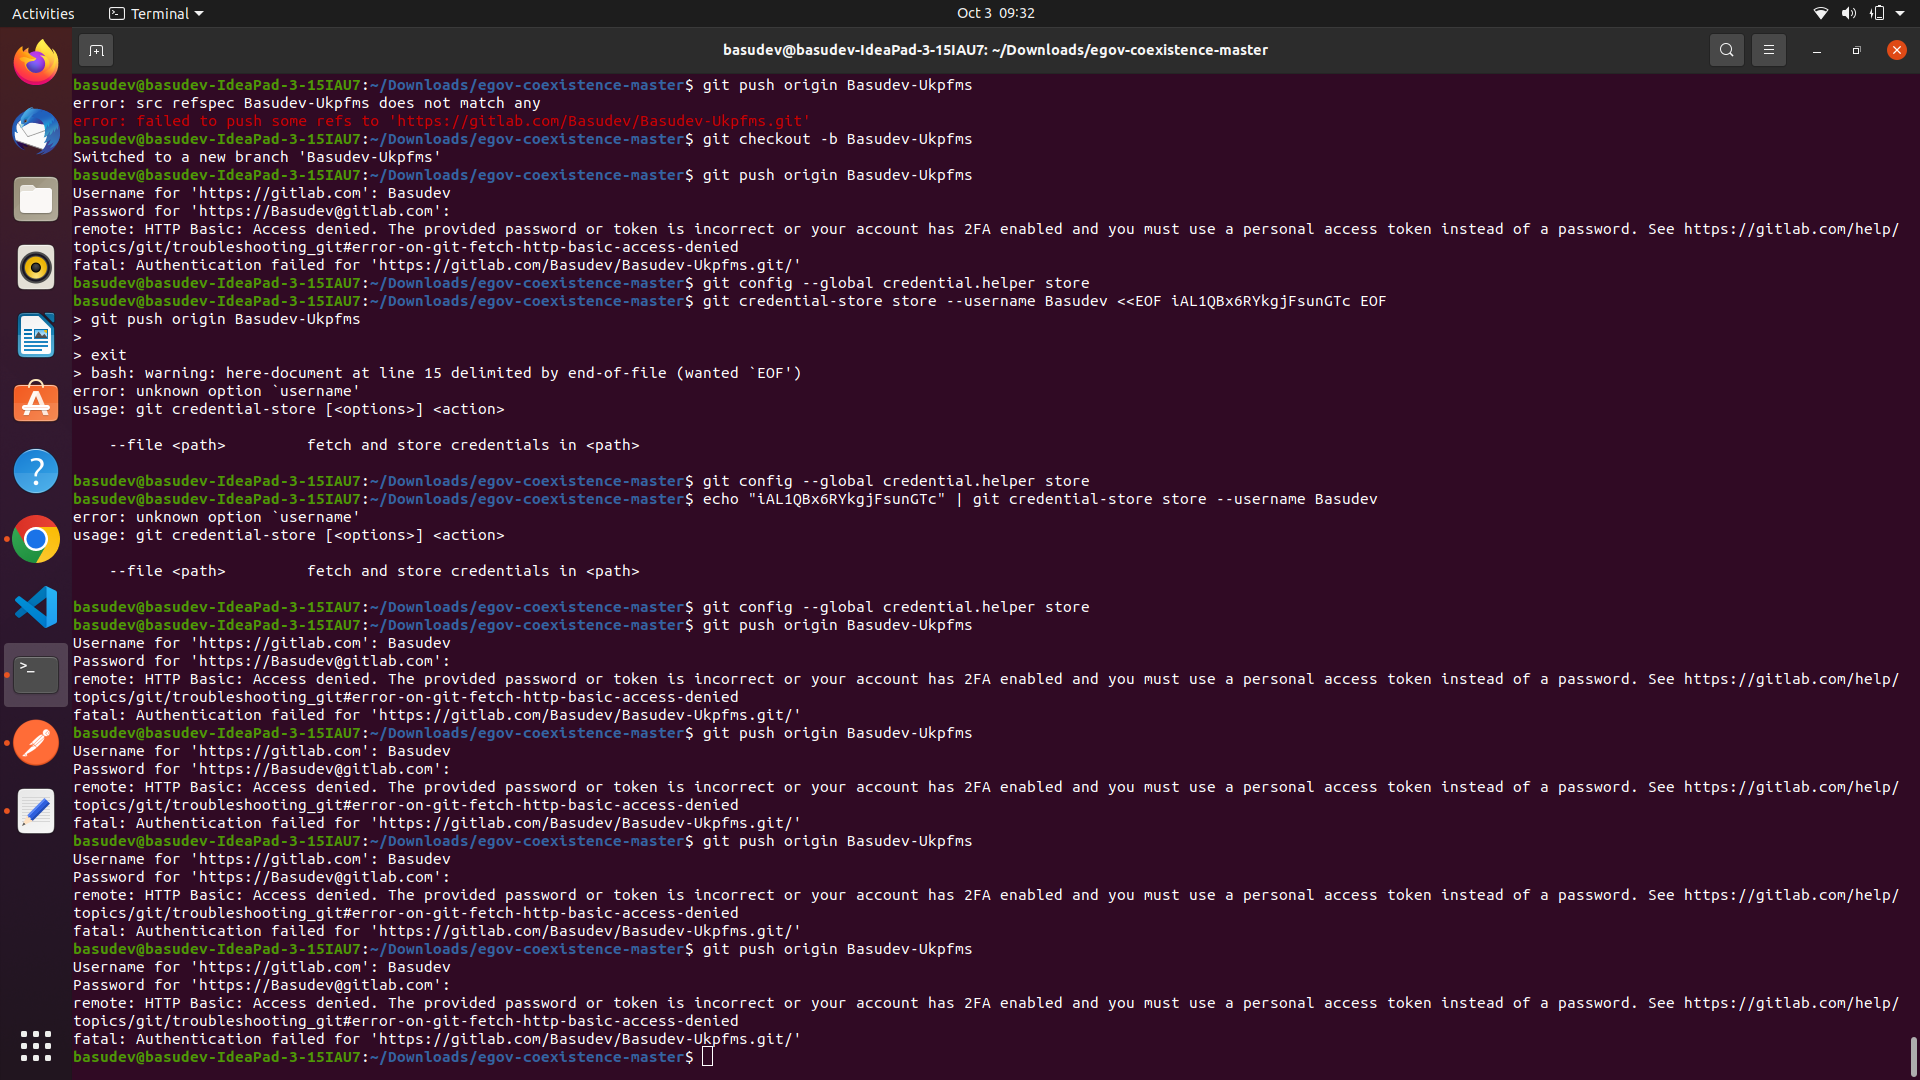 Activities
Terminal
Oct 3 09:32
basudev@basudev-IdeaPad-3-15IAU7: ~/Downloads/egov-coexistence-master
basudev@basudev-IdeaPad-3-15IAU7:~/Downloads/egov-coexistence-master$ git push origin Basudev-Ukpfms
error: src refspec Basudev-Ukpfms does not match any
error: failed to push some refs to 'https://gitlab.com/Basudev/Basudev-Ukpfms.git'
basudev@basudev-IdeaPad-3-15IAU7:~/Downloads/egov-coexistence-master$ git checkout -b Basudev-Ukpfms
Switched to a new branch 'Basudev-Ukpfms'
basudev@basudev-IdeaPad-3-15IAU7:~/Downloads/egov-coexistence-master$ git push origin Basudev-Ukpfms
Username for 'https://gitlab.com': Basudev
Password for 'https://Basudev@gitlab.com':
remote: HTTP Basic: Access denied. The provided password or token is incorrect or your account has 2FA enabled and you must use a personal access token instead of a password. See https://gitlab.com/help/
topics/git/troubleshooting_git#error-on-git-fetch-http-basic-access-denied
fatal: Authentication failed for 'https://gitlab.com/Basudev/Basudev-Ukpfms.git/'
basudev@basudev-IdeaPad-3-15IAU7:~/Downloads/egov-coexistence-master$ git config --global credential.helper store
basudev@basudev-IdeaPad-3-15IAU7:~/Downloads/egov-coexistence-master$ git credential-store store --username Basudev <<EOF iAL1QBx6RYkgjFsunGTc EOF
> git push origin Basudev-Ukpfms
>
> exit
> bash: warning: here-document at line 15 delimited by end-of-file (wanted `EOF')
error: unknown option `username'
usage: git credential-store [<options>] <action>
--file <path> fetch and store credentials in <path>
basudev@basudev-IdeaPad-3-15IAU7:~/Downloads/egov-coexistence-master$ git config --global credential.helper store
basudev@basudev-IdeaPad-3-15IAU7:~/Downloads/egov-coexistence-master$ echo "iAL1QBx6RYkgjFsunGTc" | git credential-store store --username Basudev
error: unknown option `username'
usage: git credential-store [<options>] <action>
--file <path> fetch and store credentials in <path>
basudev@basudev-IdeaPad-3-15IAU7:~/Downloads/egov-coexistence-master$ git config --global credential.helper store
basudev@basudev-IdeaPad-3-15IAU7:~/Downloads/egov-coexistence-master$ git push origin Basudev-Ukpfms
Username for 'https://gitlab.com': Basudev
Password for 'https://Basudev@gitlab.com':
remote: HTTP Basic: Access denied. The provided password or token is incorrect or your account has 2FA enabled and you must use a personal access token instead of a password. See https://gitlab.com/help/
topics/git/troubleshooting_git#error-on-git-fetch-http-basic-access-denied
fatal: Authentication failed for 'https://gitlab.com/Basudev/Basudev-Ukpfms.git/'
basudev@basudev-IdeaPad-3-15IAU7:~/Downloads/egov-coexistence-master$ git push origin Basudev-Ukpfms
Username for 'https://gitlab.com': Basudev
Password for 'https://Basudev@gitlab.com':
remote: HTTP Basic: Access denied. The provided password or token is incorrect or your account has 2FA enabled and you must use a personal access token instead of a password. See https://gitlab.com/help/
topics/git/troubleshooting_git#error-on-git-fetch-http-basic-access-denied
fatal: Authentication failed for 'https://gitlab.com/Basudev/Basudev-Ukpfms.git/'
basudev@basudev-IdeaPad-3-15IAU7:~/Downloads/egov-coexistence-master$ git push origin Basudev-Ukpfms
Username for 'https://gitlab.com': Basudev
Password for 'https://Basudev@gitlab.com':
remote: HTTP Basic: Access denied. The provided password or token is incorrect or your account has 2FA enabled and you must use a personal access token instead of a password. See https://gitlab.com/help/
topics/git/troubleshooting_git#error-on-git-fetch-http-basic-access-denied
fatal: Authentication failed for 'https://gitlab.com/Basudev/Basudev-Ukpfms.git/'
basudev@basudev-IdeaPad-3-15IAU7:~/Downloads/egov-coexistence-master$ git push origin Basudev-Ukpfms
Username for 'https://gitlab.com': Basudev
Password for 'https://Basudev@gitlab.com':
remote: HTTP Basic: Access denied. The provided password or token is incorrect or your account has 2FA enabled and you must use a personal access token instead of a password. See https://gitlab.com/help/
topics/git/troubleshooting_git#error-on-git-fetch-http-basic-access-denied
fatal: Authentication failed for 'https://gitlab.com/Basudev/Basudev-Ukpfms.git/'
basudev@basudev-IdeaPad-3-15IAU7:~/Downloads/egov-coexistence-master$